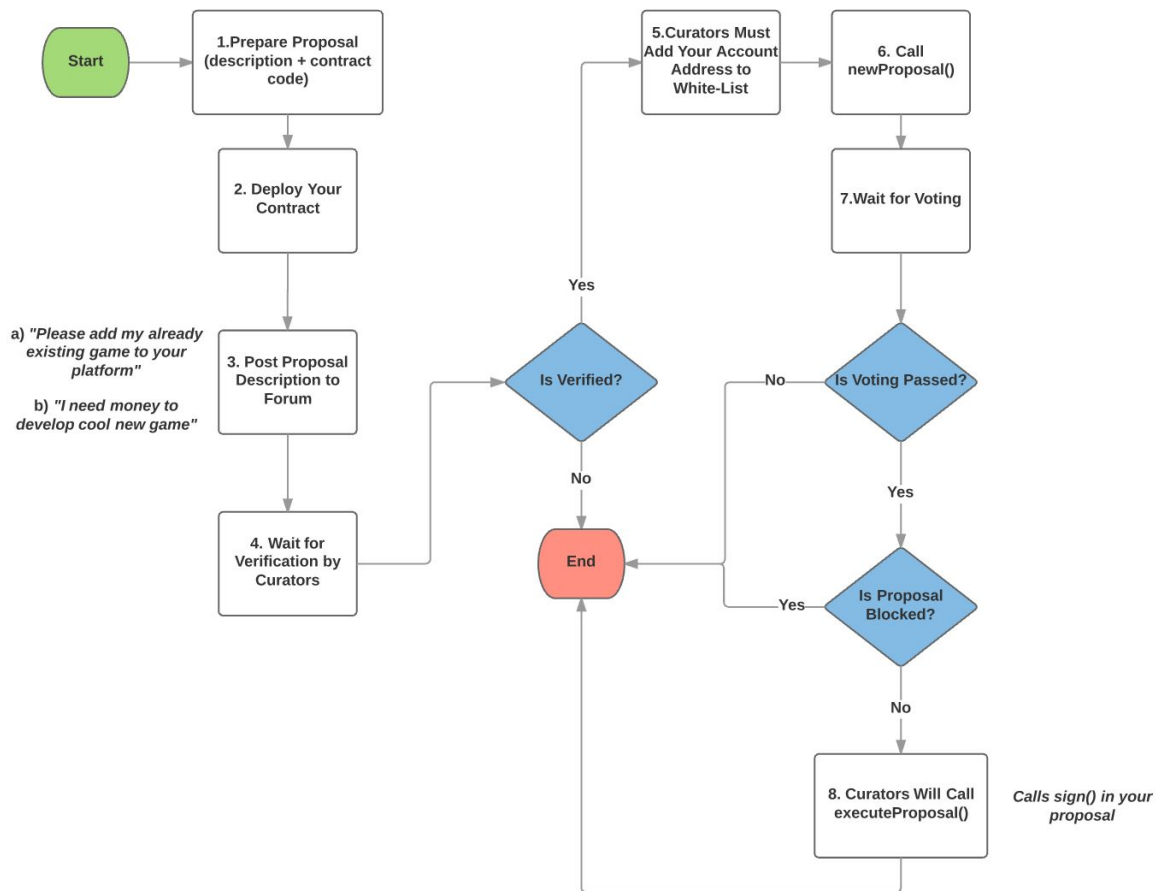 Start
1.Prepare Proposal
(description + contract
code)
2. Deploy Your
Contract
a) "Please add my already
existing game to your
platform"
b) "I need money to
develop cool new game"
3. Post Proposal
Description to
Forum
4. Wait for
Verification by
Curators
Is Verified?
Yes
No
End
5.Curators Must
Add Your Account
Address to
White-List
6. Call
newProposal()
7.Wait for Voting
Is Voting Passed?
No
Yes
Is Proposal
Blocked?
Yes
No
8. Curators Will Call
executeProposal()
Calls sign() in your
proposal